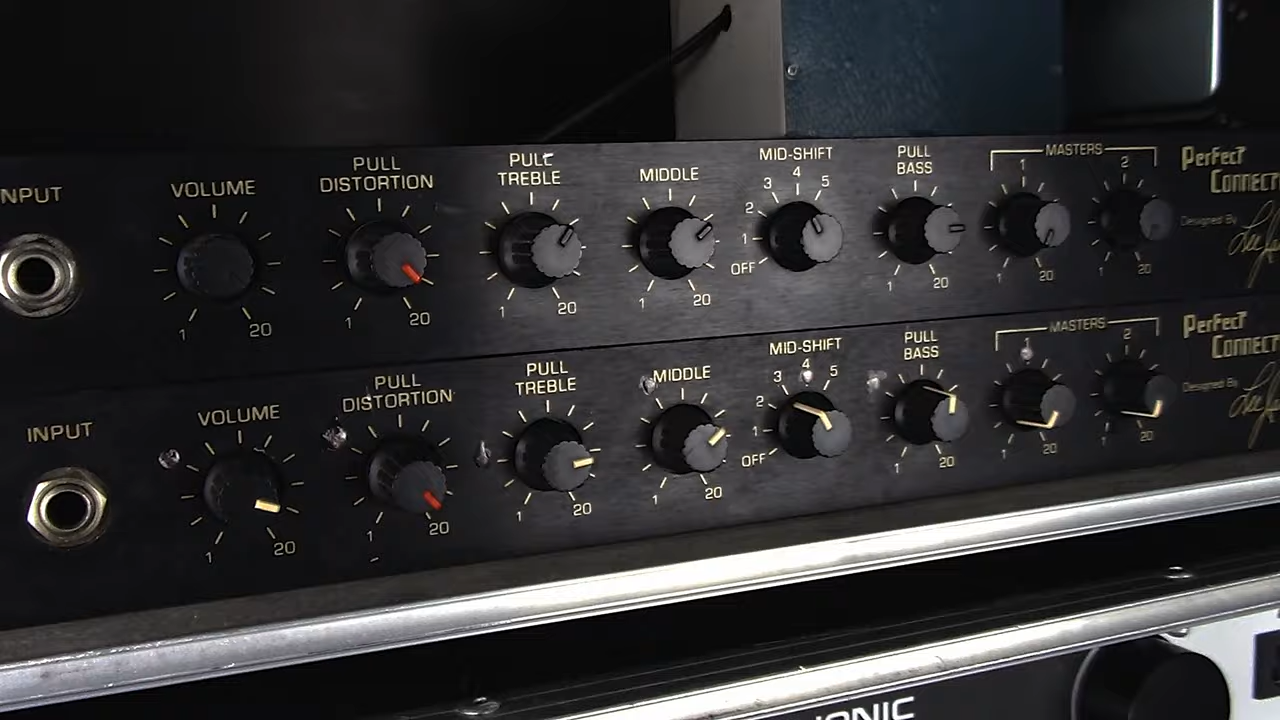 INPUT
VOLUME
1 20
PULL
DISTORTION
1 20
PULL
TREBLE
1 20
MIDDLE
1 20
MID-SHIFT
OFF 1 2 3 4 5
PULL
BASS
1 20
MASTERS
1 2
1 20
1 20
Perfect
Connec
Designed By
INPUT
VOLUME
1 20
PULL
DISTORTION
1 20
PULL
TREBLE
1 20
MIDDLE
1 20
MID-SHIFT
OFF 1 2 3 4 5
PULL
BASS
1 20
MASTERS
1 2
1 20
1 20
Perfect
Connec
Designed By
ONIC